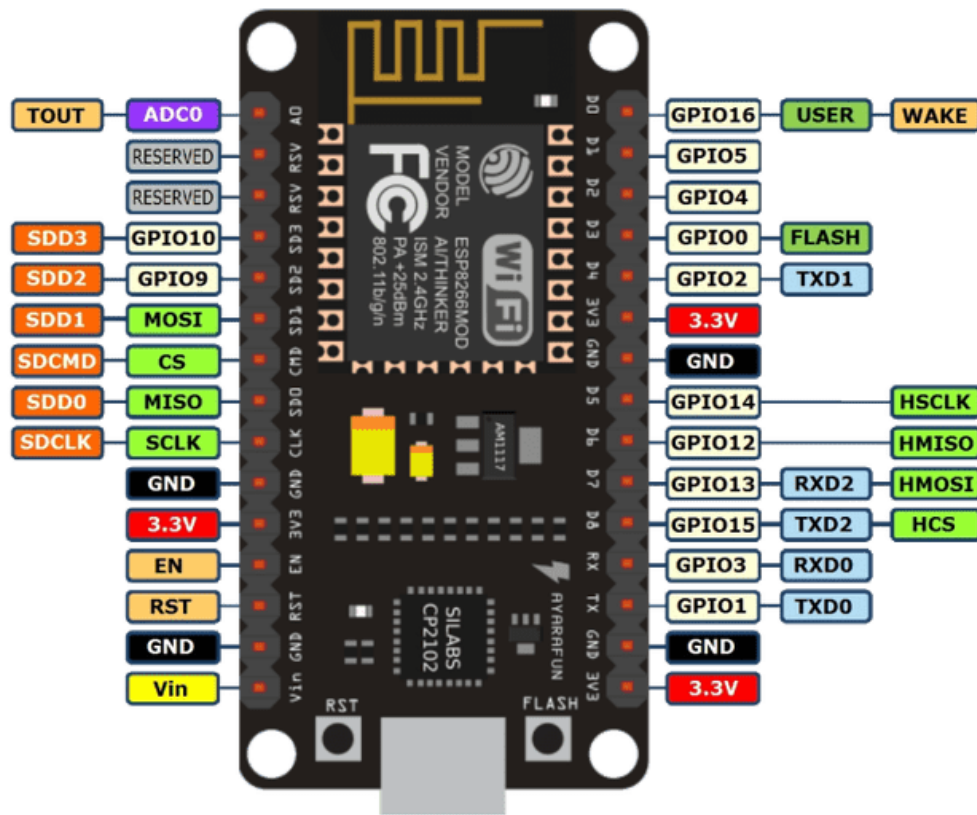 TOUT ADC0 A0
RESERVED RSV
RESERVED RSV
SDD3 GPIO10 SD3
SDD2 GPIO9 SD2
SDD1 MOSI SD1
SDCMD CS CMD
SDD0 MISO SD0
SDCLK SCLK CLK
GND GND
3.3V 3V3
EN EN
RST RST
GND GND
Vin Vin
MODEL ESP8266MOD
VENDOR AI/THINKER
ISM 2.4GHz
PA +25dBm
802.11b/g/n
FC
Wi Fi
AM1117
SILABS
CP2102
AYARAFUN
RST
FLASH
D0 GPIO16 USER WAKE
D1 GPIO5
D2 GPIO4
D3 GPIO0 FLASH
D4 GPIO2 TXD1
3V3 3.3V
GND GND
D5 GPIO14 HSCLK
D6 GPIO12 HMISO
D7 GPIO13 RXD2 HMOSI
D8 GPIO15 TXD2 HCS
RX GPIO3 RXD0
TX GPIO1 TXD0
GND GND
3V3 3.3V